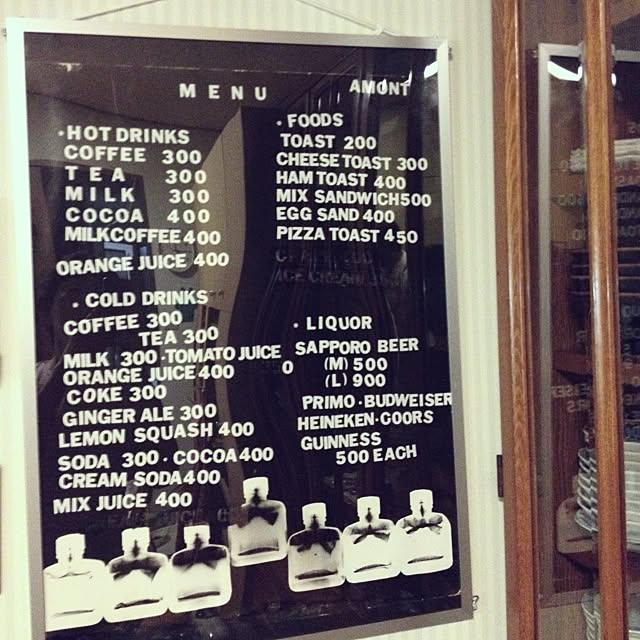 MENU AMONT
·HOT DRINKS
COFFEE 300
TEA 300
MILK 300
COCOA 400
MILKCOFFEE 400
ORANGE JUICE 400
· COLD DRINKS
COFFEE 300
TEA 300
MILK 300·TOMATO JUICE
ORANGE JUICE 400
COKE 300
GINGER ALE 300
LEMON SQUASH 400
SODA 300·COCOA 400
CREAM SODA 400
MIX JUICE 400
· FOODS
TOAST 200
CHEESE TOAST 300
HAM TOAST 400
MIX SANDWICH 500
EGG SAND 400
PIZZA TOAST 450
ICE CREAM
· LIQUOR
SAPPORO BEER
(M) 500
(L) 900
PRIMO·BUDWEISER
HEINEKEN·COORS
GUINNESS
500 EACH